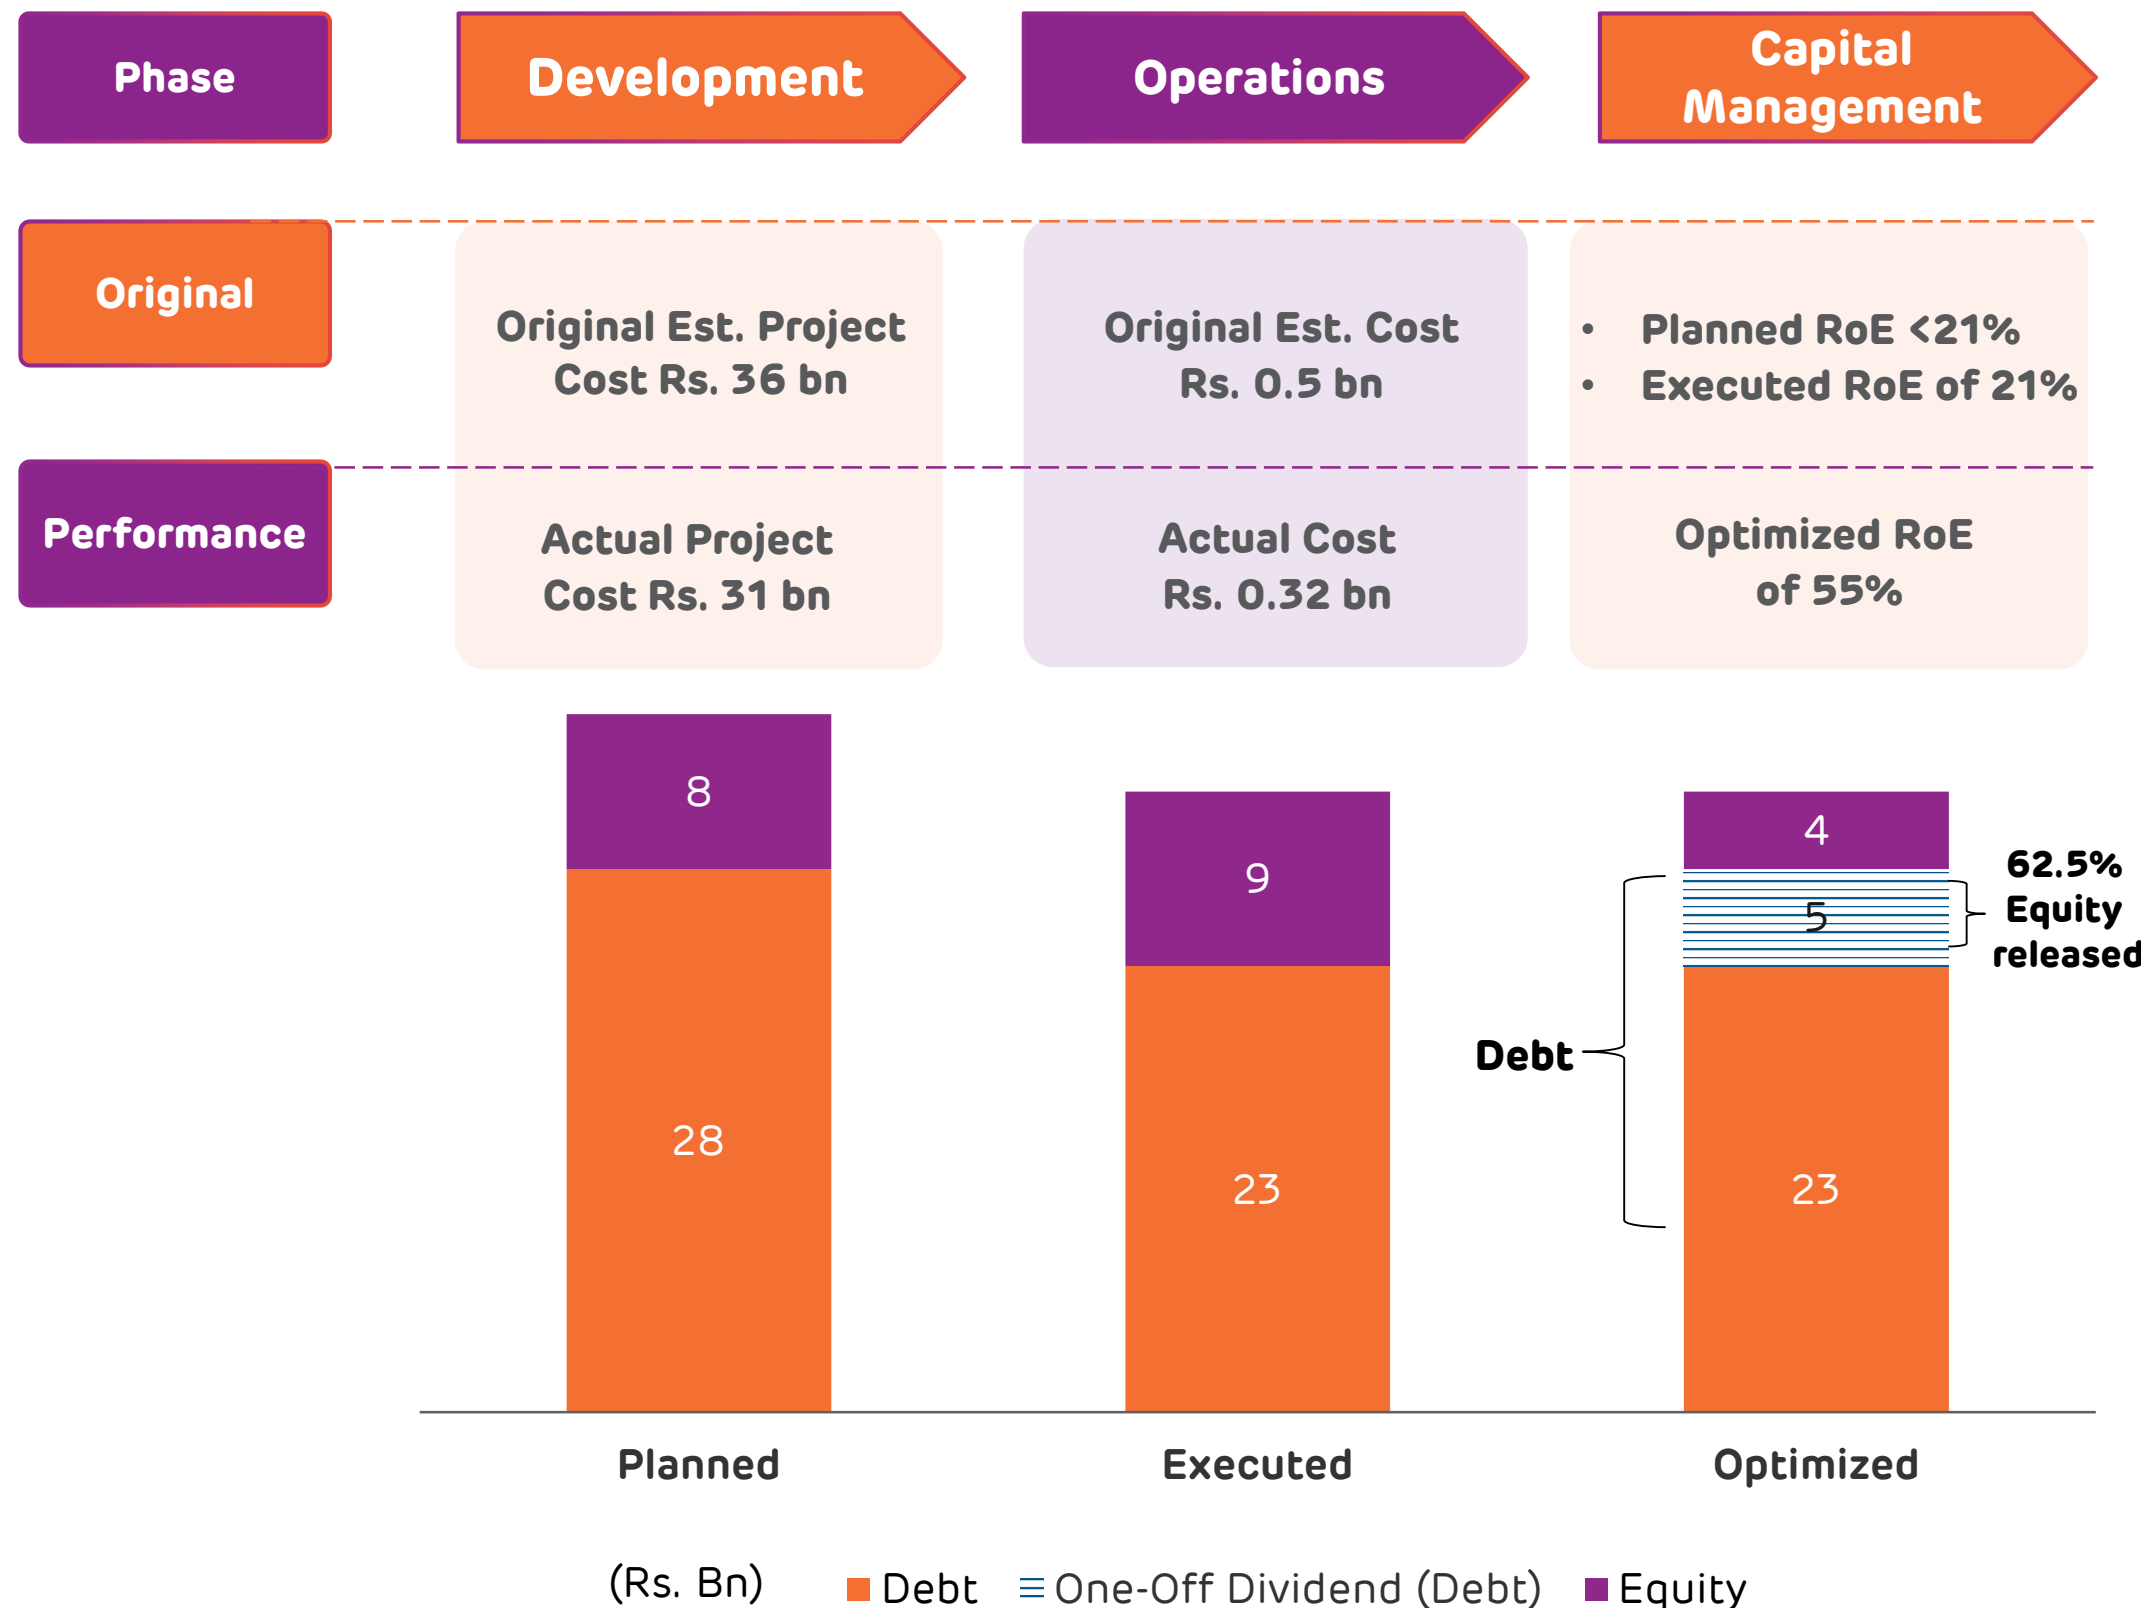 Phase
Development
Operations
Capital
Management
Original
Original Est. Project
Cost Rs. 36 bn
Original Est. Cost
Rs. 0.5 bn
• Planned RoE <21%
• Executed RoE of 21%
Performance
Actual Project
Cost Rs. 31 bn
Actual Cost
Rs. 0.32 bn
Optimized RoE
of 55%
8
28
9
23
4
5
23
62.5%
Equity
released
Debt
Planned
Executed
Optimized
(Rs. Bn)
Debt
One-Off Dividend (Debt)
Equity